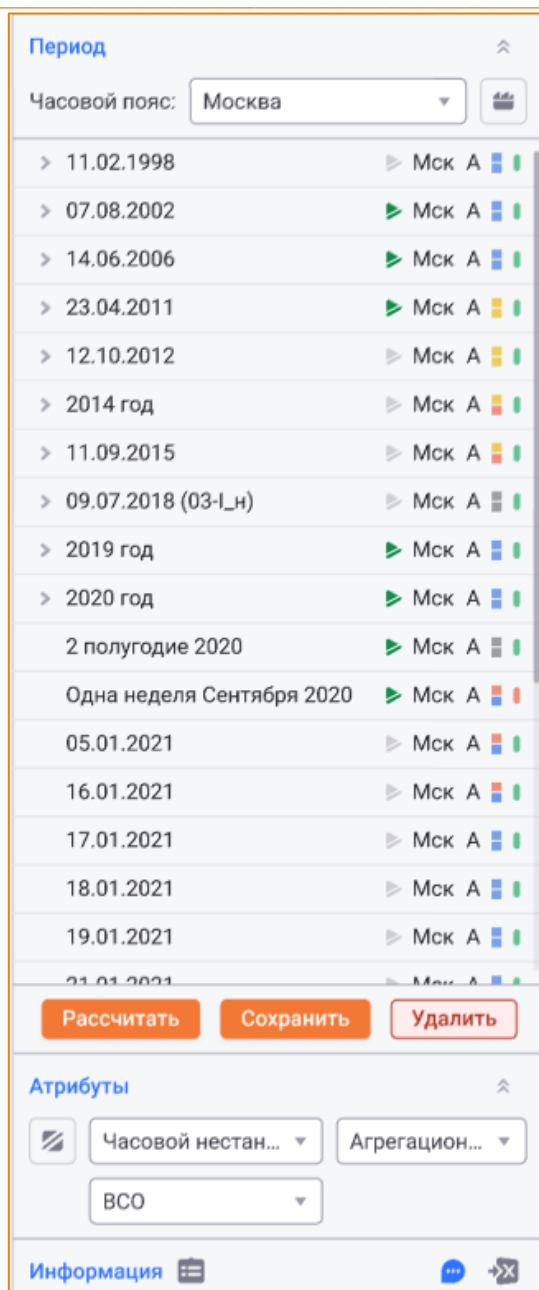 Период
Часовой пояс: Москва
11.02.1998 Мск А
07.08.2002 Мск А
14.06.2006 Мск А
23.04.2011 Мск А
12.10.2012 Мск А
2014 год Мск А
11.09.2015 Мск А
09.07.2018 (03-I_н) Мск А
2019 год Мск А
2020 год Мск А
2 полугодие 2020 Мск А
Одна неделя Сентября 2020 Мск А
05.01.2021 Мск А
16.01.2021 Мск А
17.01.2021 Мск А
18.01.2021 Мск А
19.01.2021 Мск А
21.01.2021 Мск А
Рассчитать Сохранить Удалить
Атрибуты
Часовой нестан... Агрегацион...
ВСО
Информация